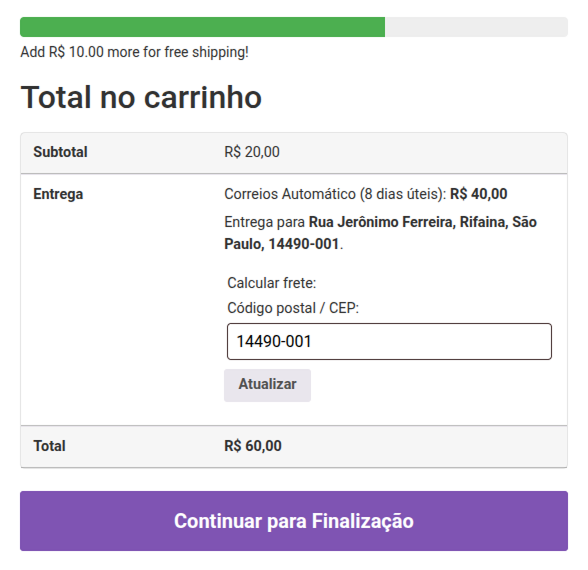 Add R$ 10.00 more for free shipping!
Total no carrinho
Subtotal R$ 20,00
Entrega Correios Automático (8 dias úteis): R$ 40,00
Entrega para Rua Jerônimo Ferreira, Rifaina, São
Paulo, 14490-001.
Calcular frete:
Código postal / CEP:
14490-001
Atualizar
Total R$ 60,00
Continuar para Finalização